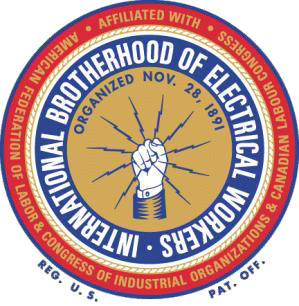 • AFFILIATED WITH •
AMERICAN FEDERATION OF LABOR & CONGRESS OF INDUSTRIAL ORGANIZATIONS & CANADIAN LABOUR CONGRESS
INTERNATIONAL BROTHERHOOD OF ELECTRICAL WORKERS •
ORGANIZED NOV. 28, 1891
REG. U. S. PAT. OFF.